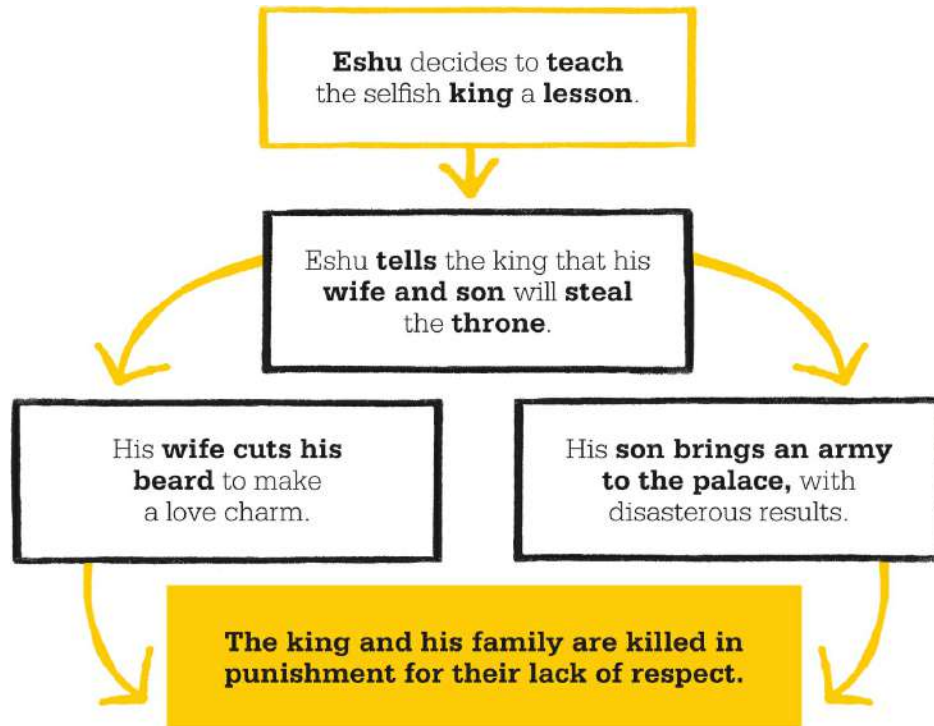 Eshu decides to teach
the selfish king a lesson.
Eshu tells the king that his
wife and son will steal
the throne.
His wife cuts his
beard to make
a love charm.
His son brings an army
to the palace, with
disasterous results.
The king and his family are killed in
punishment for their lack of respect.